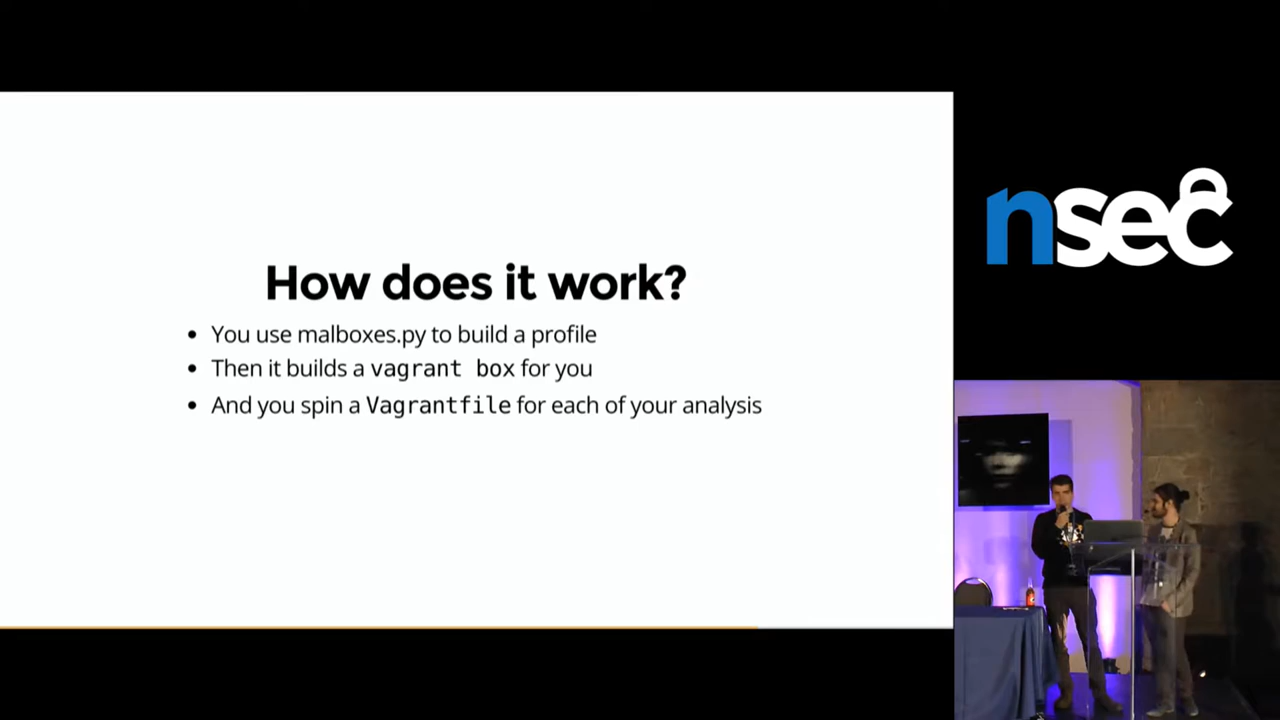 How does it work?
You use malboxes.py to build a profile
Then it builds a vagrant box for you
And you spin a Vagrantfile for each of your analysis
nsec